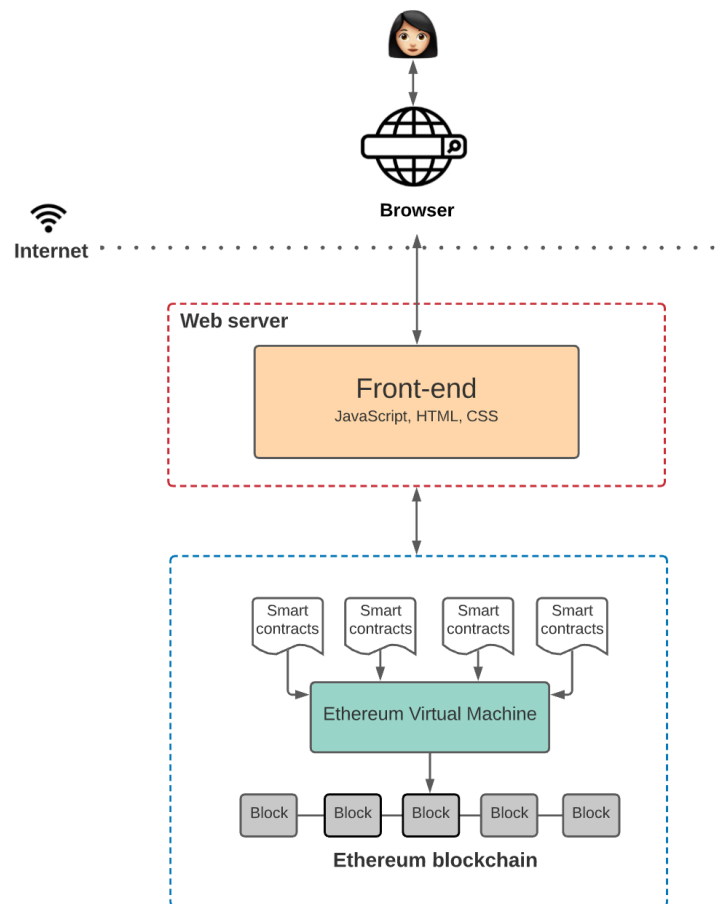 Browser
Internet
Web server
Front-end
JavaScript, HTML, CSS
Smart
contracts
Smart
contracts
Smart
contracts
Smart
contracts
Ethereum Virtual Machine
Block
Block
Block
Block
Block
Ethereum blockchain